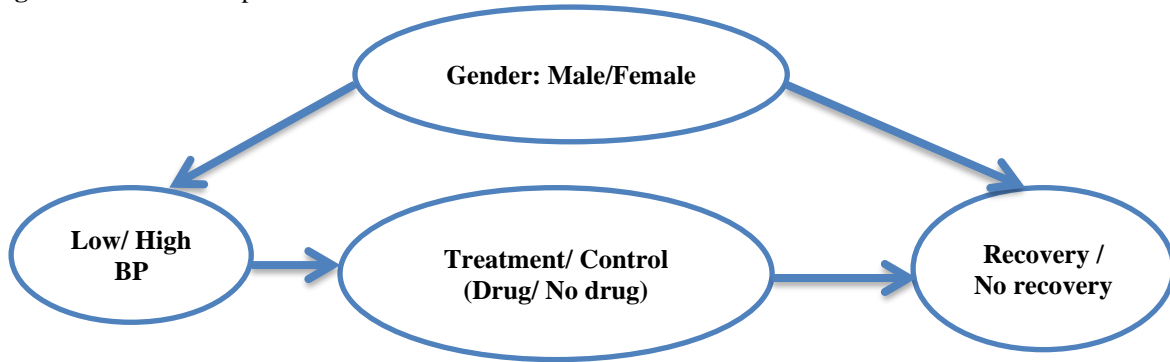 Gender: Male/Female
Low/ High
BP
Treatment/ Control
(Drug/ No drug)
Recovery /
No recovery